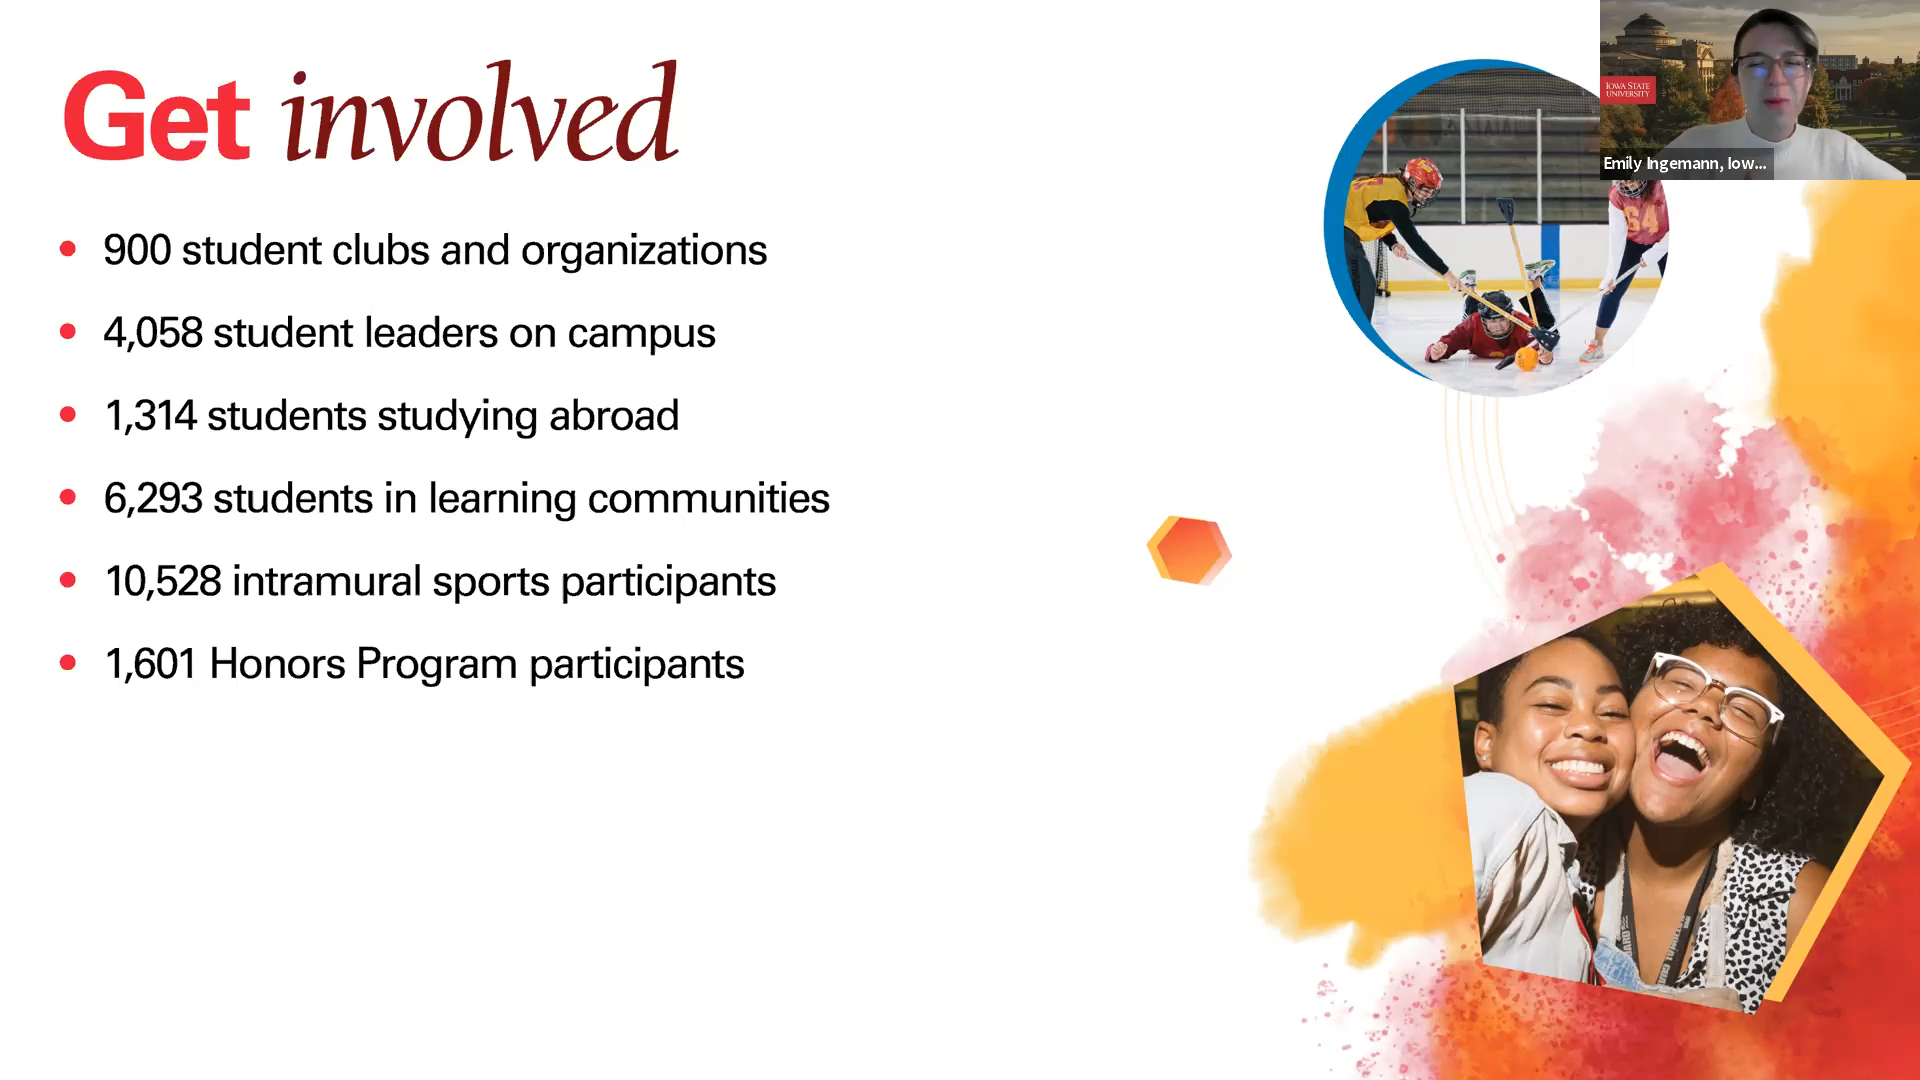 Get involved
900 student clubs and organizations
4,058 student leaders on campus
1,314 students studying abroad
6,293 students in learning communities
10,528 intramural sports participants
1,601 Honors Program participants
IOWA STATE
UNIVERSITY
Emily Ingemann, Iow...
64